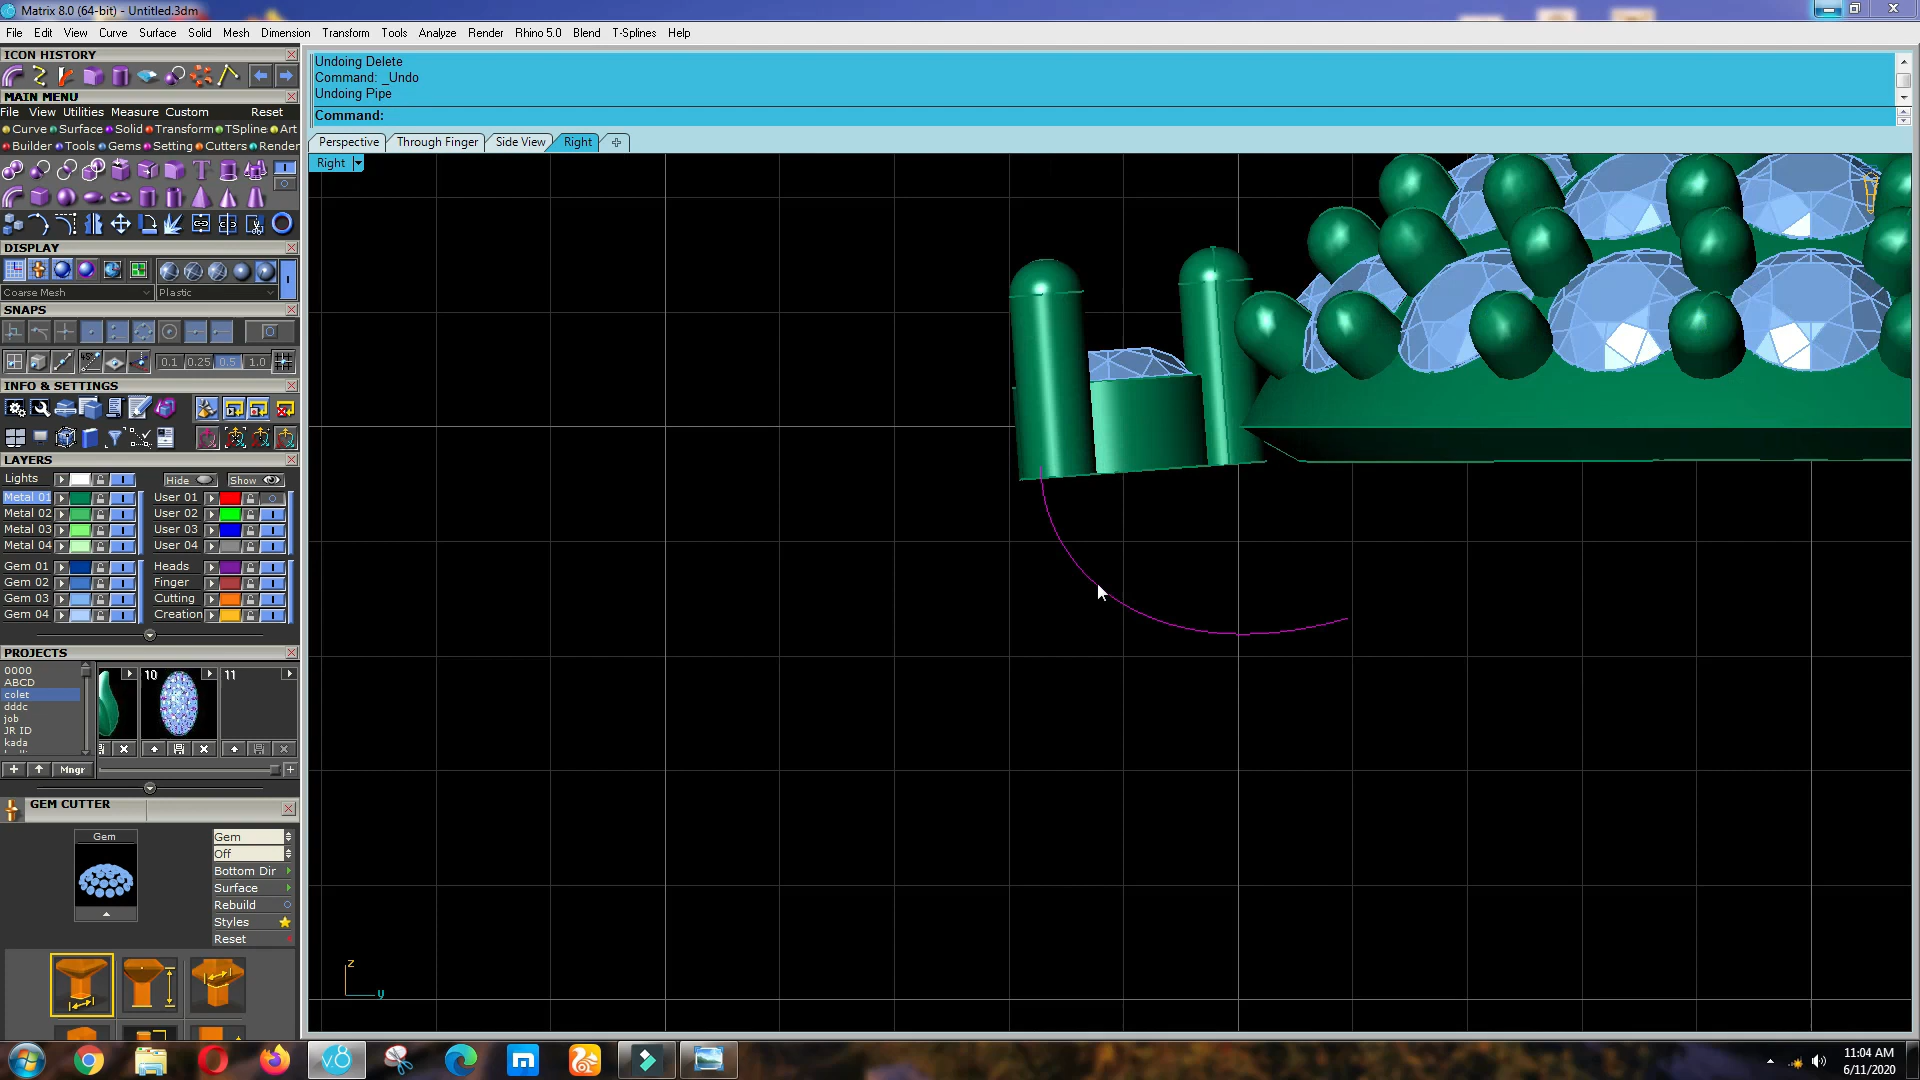 Matrix 8.0 (64-bit) - Untitled.3dm
File Edit View Curve Surface Solid Mesh Dimension Transform Tools Analyze Render Rhino 5.0 Blend T-Splines Help
ICON HISTORY
MAIN MENU
File View Utilities Measure Custom Reset
Curve Surface Solid Transform TSpline Art
Builder Tools Gems Setting Cutters Render
DISPLAY
Coarse Mesh Plastic
SNAPS
0.1 0.25 0.5 1.0
INFO & SETTINGS
LAYERS
Lights Hide Show
Metal 01 User 01
Metal 02 User 02
Metal 03 User 03
Metal 04 User 04
Gem 01 Heads
Gem 02 Finger
Gem 03 Cutting
Gem 04 Creation
PROJECTS
0000
ABCD
colet
dddc
job
JR ID
kada
10 11
Mngr
GEM CUTTER
Gem
Gem
Off
Bottom Dir
Surface
Rebuild
Styles
Reset
Undoing Delete
Command: _Undo
Undoing Pipe
Command:
Perspective Through Finger Side View Right
Right
z
y
v8
11:04 AM
6/11/2020